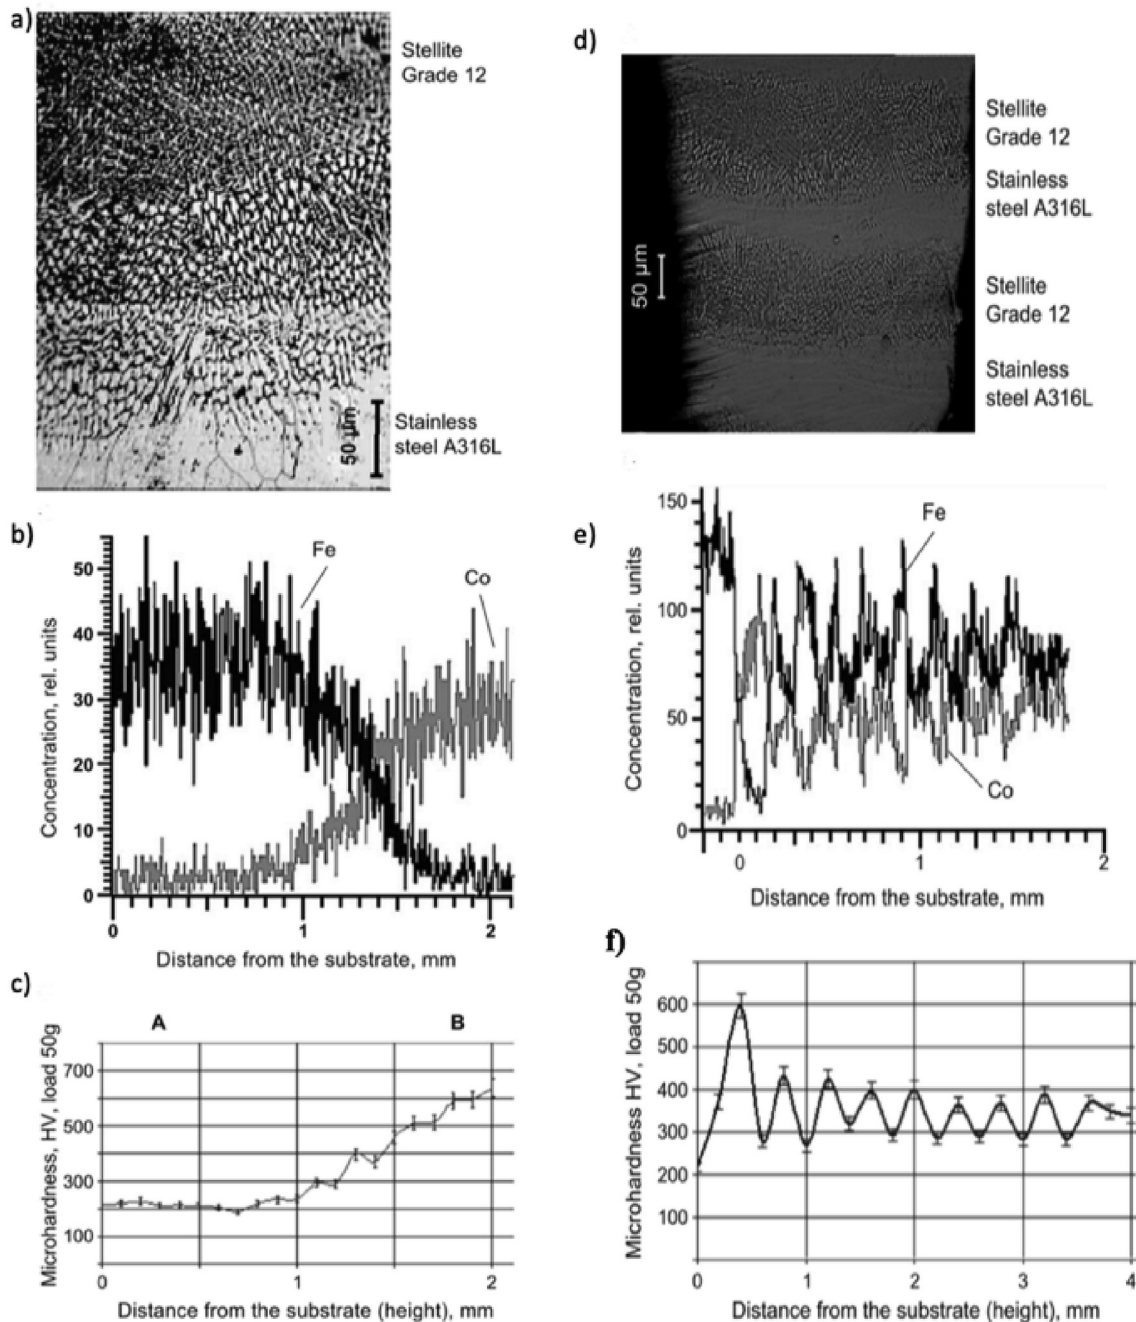 a)
Stellite
Grade 12
50 µm
Stainless
steel A316L
b)
Concentration, rel. units
50
40
30
20
10
0
Fe
Co
0
1
2
Distance from the substrate, mm
c)
Microhardness, HV, load 50g
700
500
300
100
A
B
0
1
2
Distance from the substrate (height), mm
d)
50 µm
Stellite
Grade 12
Stainless
steel A316L
Stellite
Grade 12
Stainless
steel A316L
e)
Concentration, rel. units
150
100
50
0
Fe
Co
0
1
2
Distance from the substrate, mm
f)
Microhardness HV, load 50g
600
500
400
300
200
100
0
1
2
3
4
Distance from the substrate (height), mm